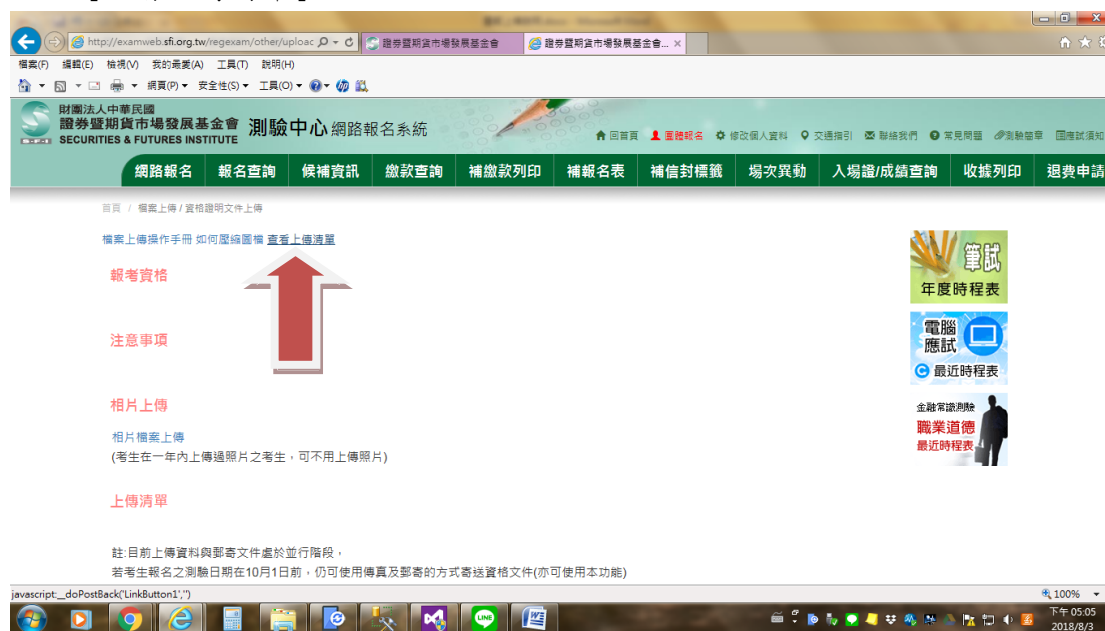 http://examweb.sfi.org.tw/regexam/other/uploac
證券暨期貨市場發展基金會
證券暨期貨市場發展基金會...
檔案(F) 編輯(E) 檢視(V) 我的最愛(A) 工具(T) 說明(H)
網頁(P) 安全性(S) 工具(O)
財團法人中華民國
證券暨期貨市場發展基金會 測驗中心 網路報名系統
SECURITIES & FUTURES INSTITUTE
回首頁 團體報名 修改個人資料 交通指引 聯絡我們 常見問題 測驗簡章 應試須知
網路報名 報名查詢 候補資訊 繳款查詢 補繳款列印 補報名表 補信封標籤 場次異動 入場證/成績查詢 收據列印 退費申請
首頁 / 檔案上傳 / 資格證明文件上傳
檔案上傳操作手冊 如何壓縮圖檔 查看上傳清單
報考資格
注意事項
相片上傳
相片檔案上傳
(考生在一年內上傳過照片之考生，可不用上傳照片)
上傳清單
註:目前上傳資料與郵寄文件處於並行階段，
若考生報名之測驗日期在10月1日前，仍可使用傳真及郵寄的方式寄送資格文件(亦可使用本功能)
筆試
年度時程表
電腦
應試
最近時程表
金融常識測驗
職業道德
最近時程表
javascript:__doPostBack('LinkButton1','')
100%
LINE
下午 05:05
2018/8/3